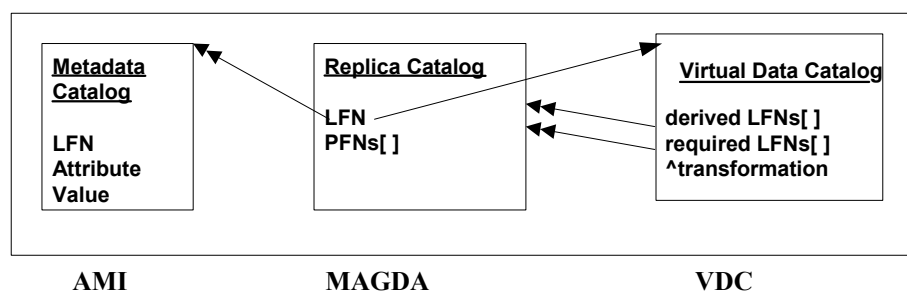 Metadata
Catalog
LFN
Attribute
Value
Replica Catalog
LFN
PFNs[ ]
Virtual Data Catalog
derived LFNs[ ]
required LFNs[ ]
^transformation
AMI
MAGDA
VDC